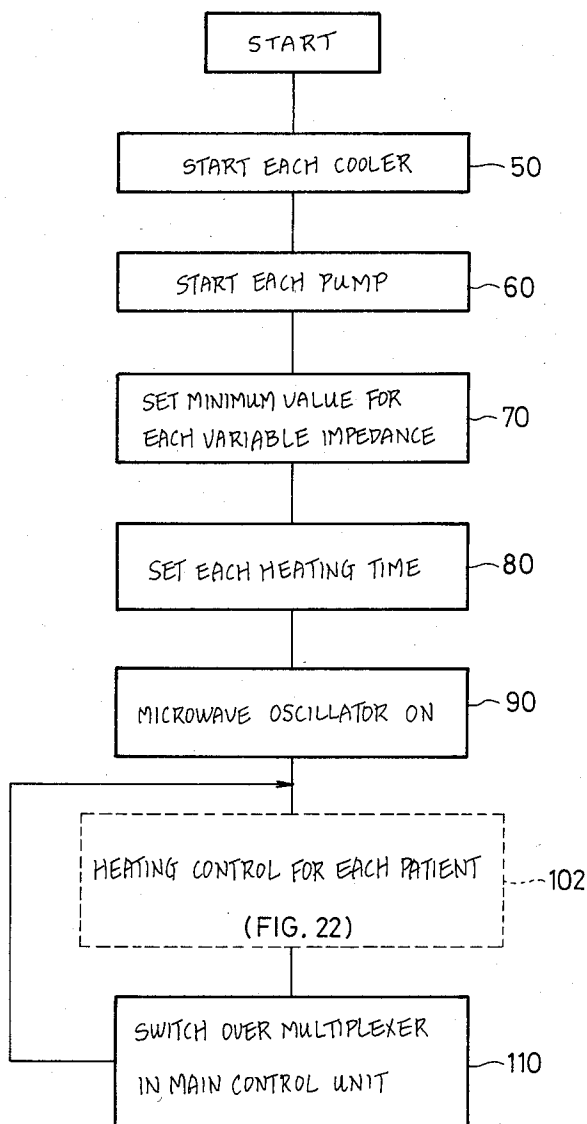 START
START EACH COOLER
50
START EACH PUMP
60
SET MINIMUM VALUE FOR
EACH VARIABLE IMPEDANCE
70
SET EACH HEATING TIME
80
MICROWAVE OSCILLATOR ON
90
HEATING CONTROL FOR EACH PATIENT
(FIG. 22)
102
SWITCH OVER MULTIPLEXER
IN MAIN CONTROL UNIT
110